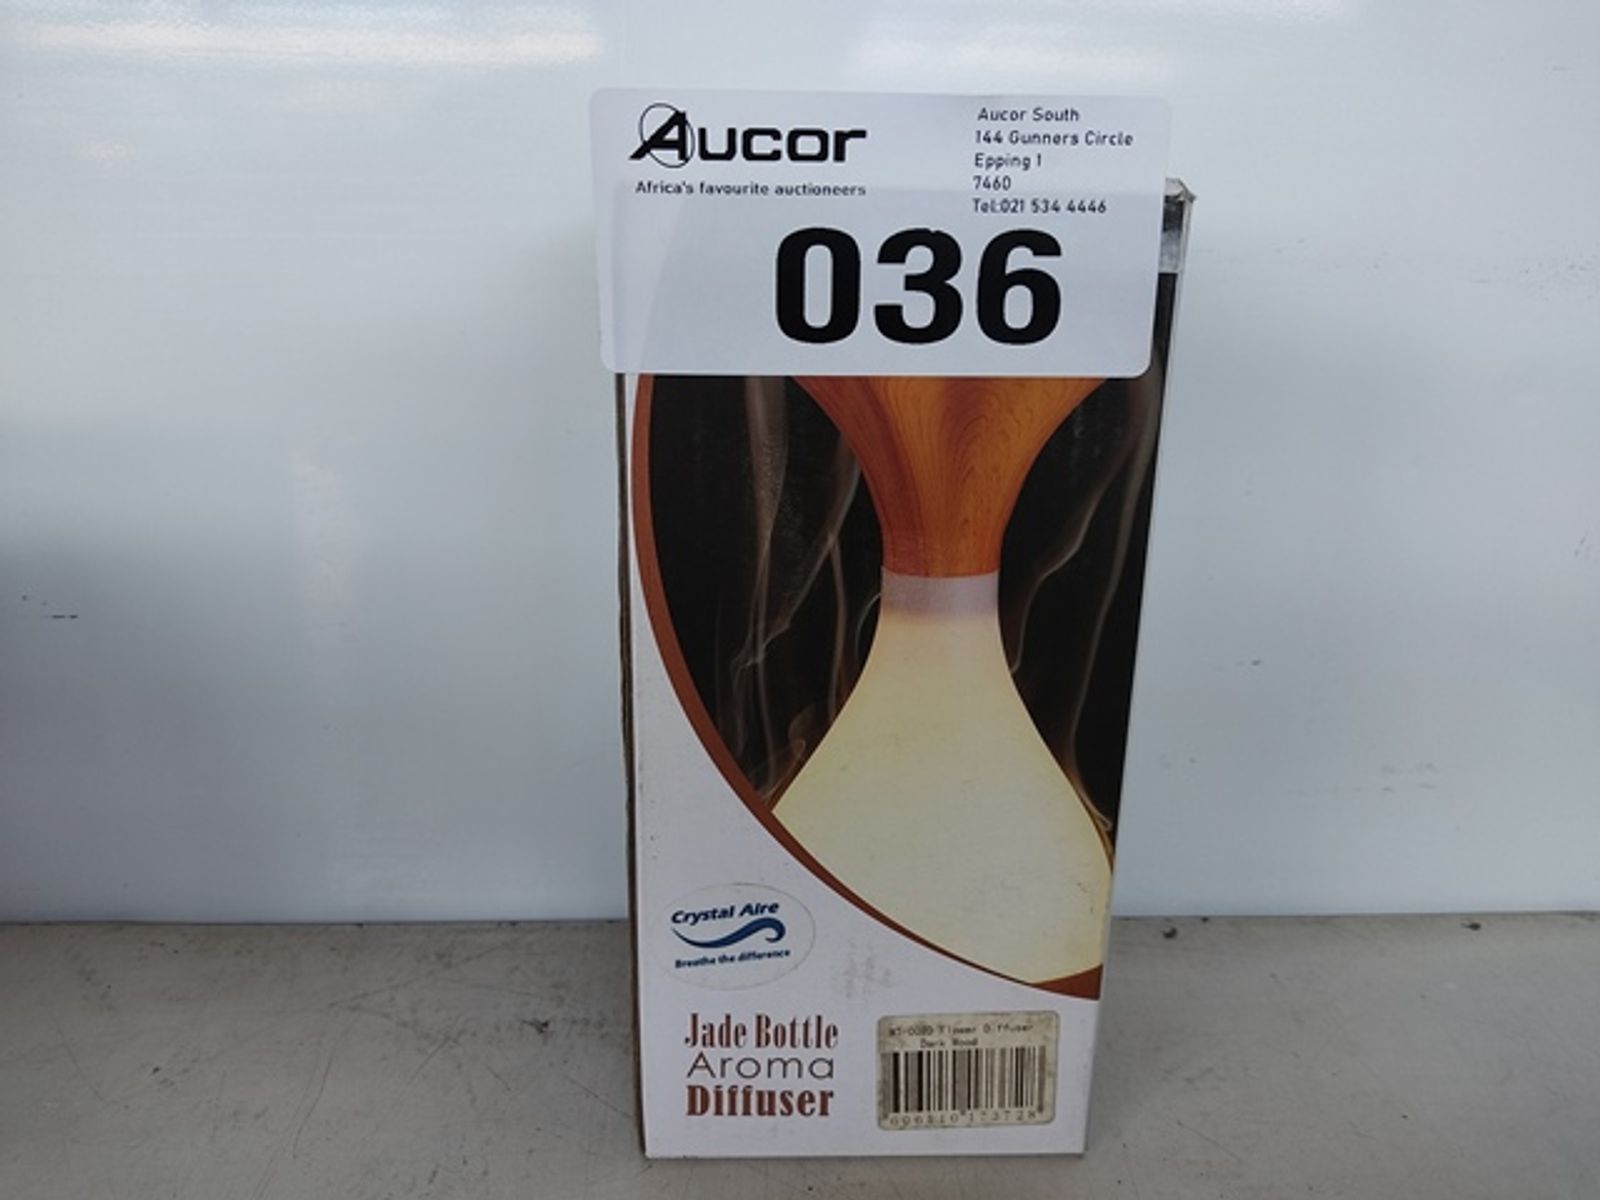 Aucor
Africa's favourite auctioneers
Aucor South
144 Gunners Circle
Epping 1
7460
Tel:021 534 4446
036
Crystal Aire
Breathe the difference
Jade Bottle
Aroma
Diffuser
Flower Diffuser
Dark Wood